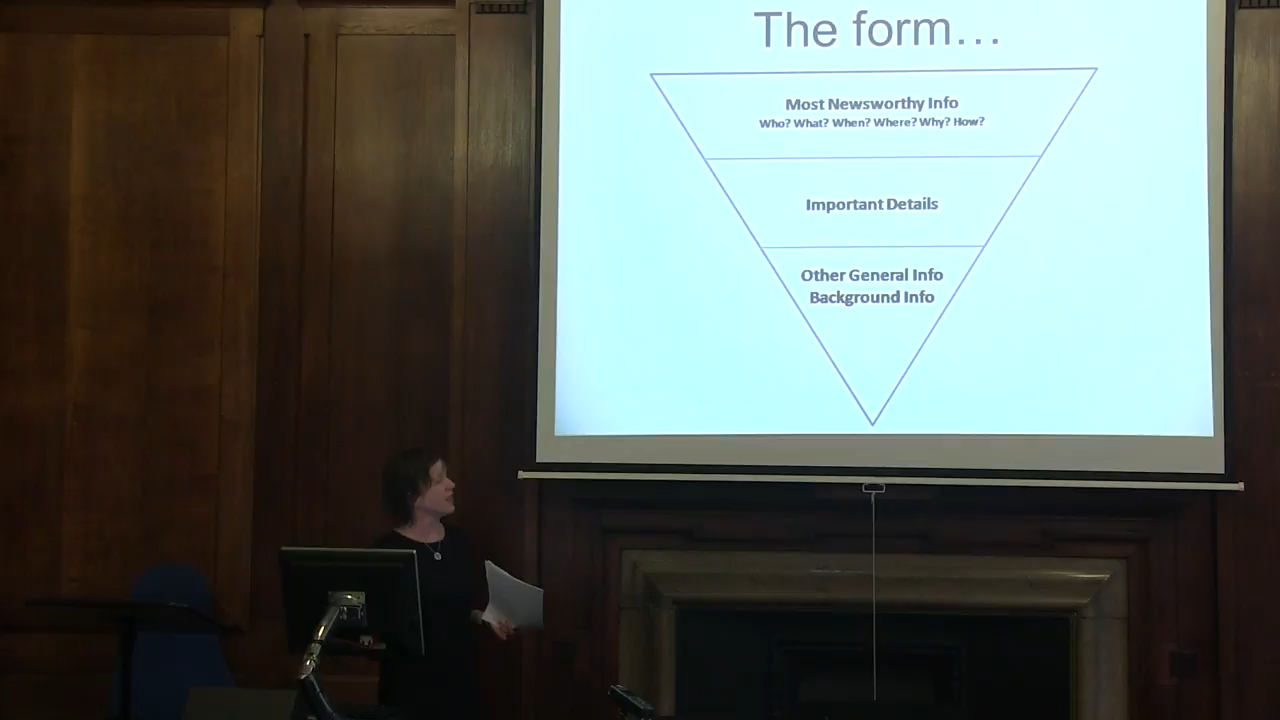 The form...
Most Newsworthy Info
Who? What? When? Where? Why? How?
Important Details
Other General Info
Background Info